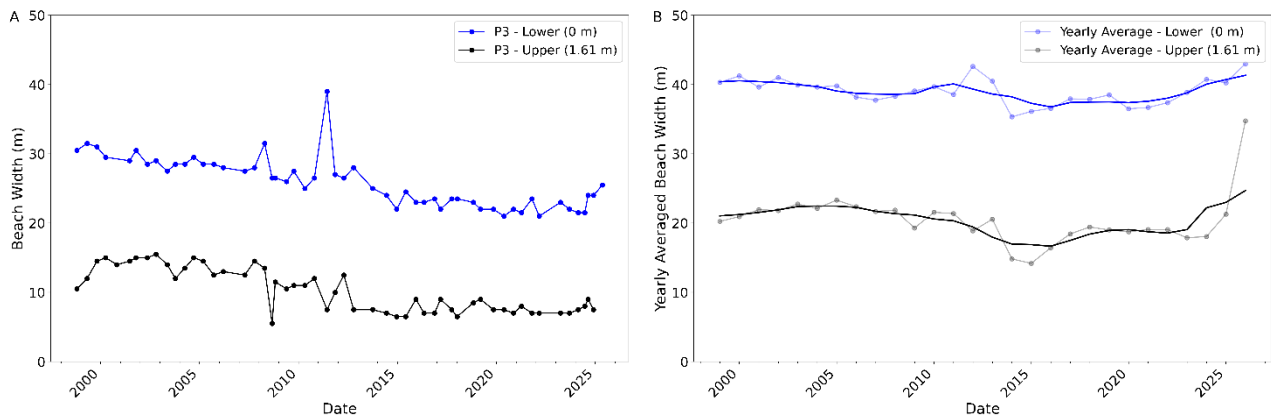 A
P3 - Lower (0 m)
P3 - Upper (1.61 m)
Beach Width (m)
50
40
30
20
10
0
2000
2005
2010
2015
2020
2025
Date
B
Yearly Average - Lower  (0 m)
Yearly Average - Upper (1.61 m)
Yearly Averaged Beach Width (m)
50
40
30
20
10
0
2000
2005
2010
2015
2020
2025
Date